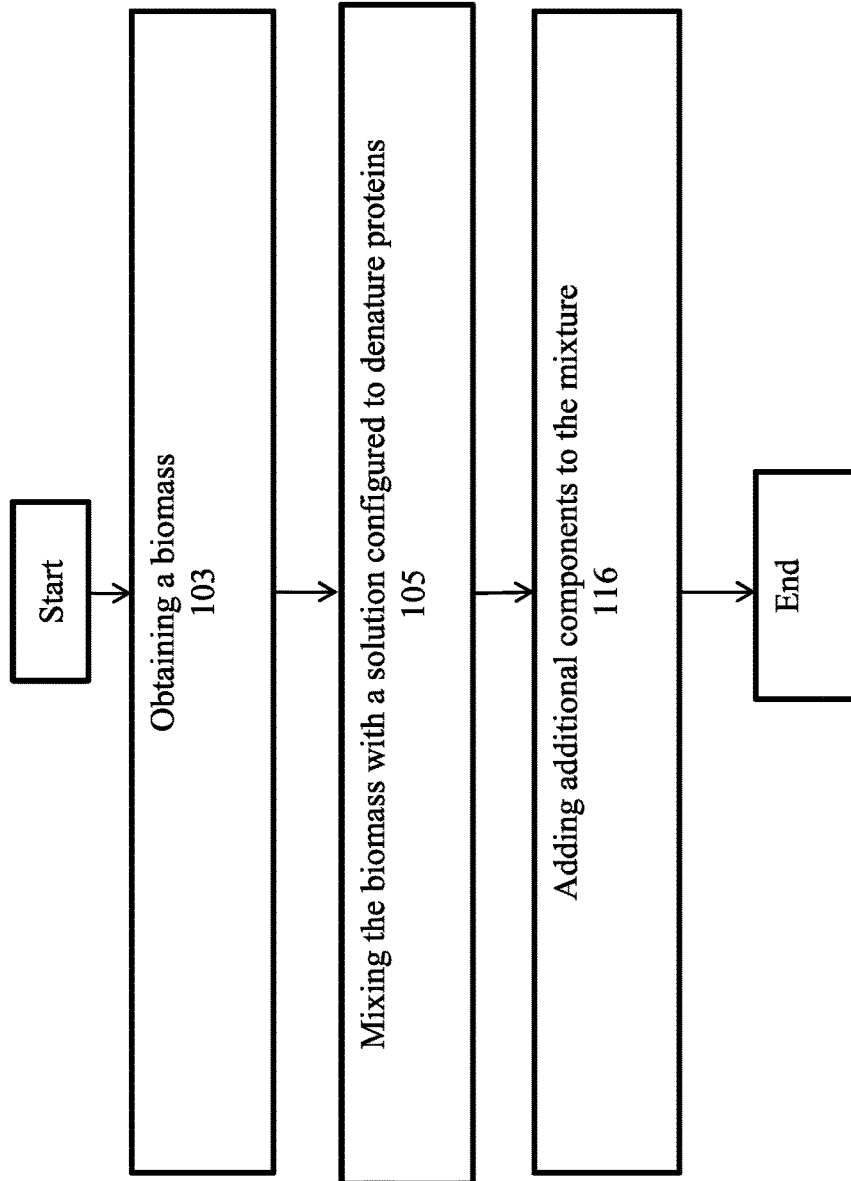 Start
Obtaining a biomass
103
Mixing the biomass with a solution configured to denature proteins
105
Adding additional components to the mixture
116
End